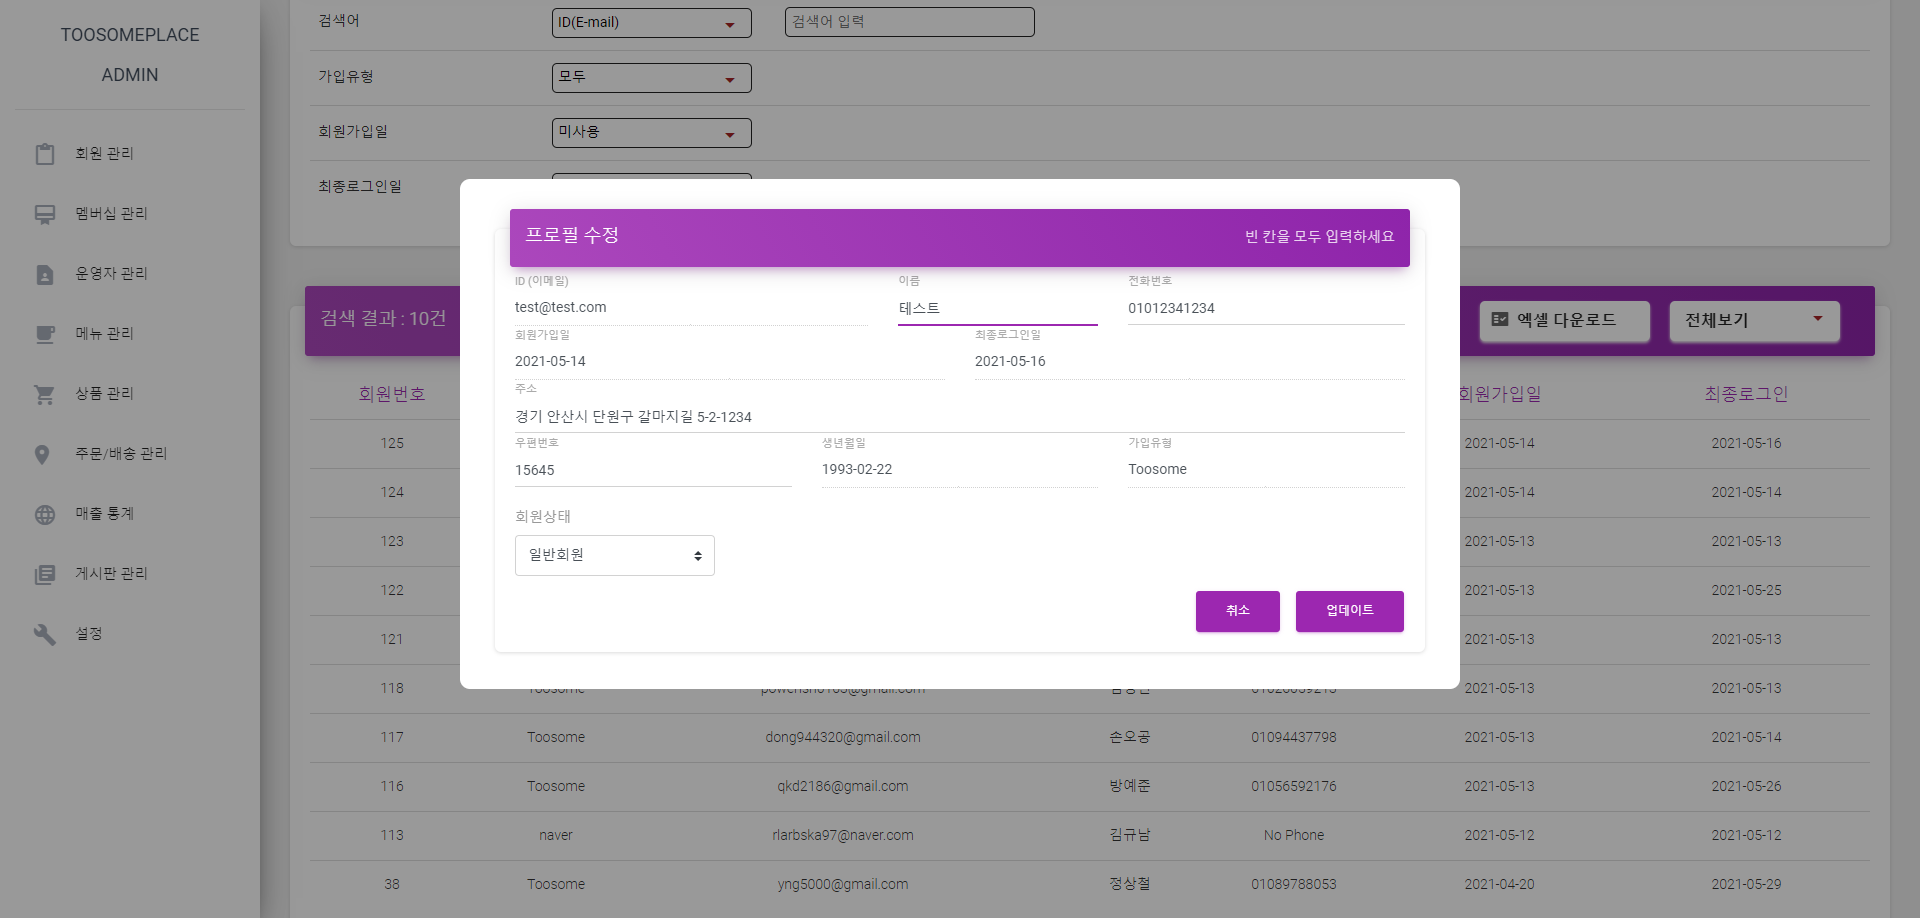 TOOSOMEPLACE
ADMIN
회원 관리
멤버십 관리
운영자 관리
메뉴 관리
상품 관리
주문/배송 관리
매출 통계
게시판 관리
설정
검색어 ID(E-mail) 검색어 입력
가입유형 모두
회원가입일 미사용
최종로그인일
프로필 수정 빈 칸을 모두 입력하세요
ID (이메일) 이름 전화번호
test@test.com 테스트 01012341234
회원가입일 최종로그인일
2021-05-14 2021-05-16
주소
경기 안산시 단원구 갈마지길 5-2-1234
우편번호 생년월일 가입유형
15645 1993-02-22 Toosome
회원상태
일반회원
취소 업데이트
검색 결과 : 10건 엑셀 다운로드 전체보기
회원번호 회원가입일 최종로그인
125 2021-05-14 2021-05-16
124 2021-05-14 2021-05-14
123 2021-05-13 2021-05-13
122 2021-05-13 2021-05-25
121 2021-05-13 2021-05-13
118 Toosome 2021-05-13 2021-05-13
117 Toosome dong944320@gmail.com 손오공 01094437798 2021-05-13 2021-05-14
116 Toosome qkd2186@gmail.com 방예준 01056592176 2021-05-13 2021-05-26
113 naver rlarbska97@naver.com 김규남 No Phone 2021-05-12 2021-05-12
38 Toosome yng5000@gmail.com 정상철 01089788053 2021-04-20 2021-05-29